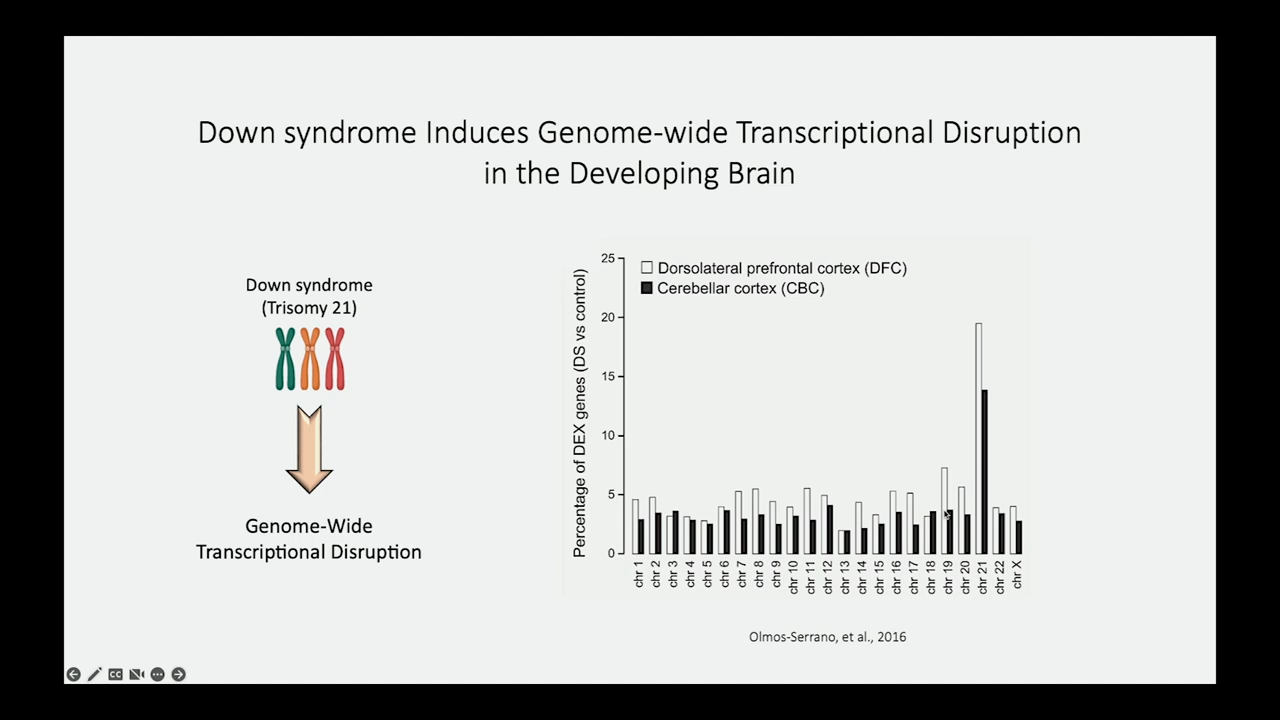 Down syndrome Induces Genome-wide Transcriptional Disruption
in the Developing Brain
Down syndrome
(Trisomy 21)
Genome-Wide
Transcriptional Disruption
Percentage of DEX genes (DS vs control)
25
20
15
10
5
0
Dorsolateral prefrontal cortex (DFC)
Cerebellar cortex (CBC)
chr 1
chr 2
chr 3
chr 4
chr 5
chr 6
chr 7
chr 8
chr 9
chr 10
chr 11
chr 12
chr 13
chr 14
chr 15
chr 16
chr 17
chr 18
chr 19
chr 20
chr 21
chr 22
chr X
Olmos-Serrano, et al., 2016
CC